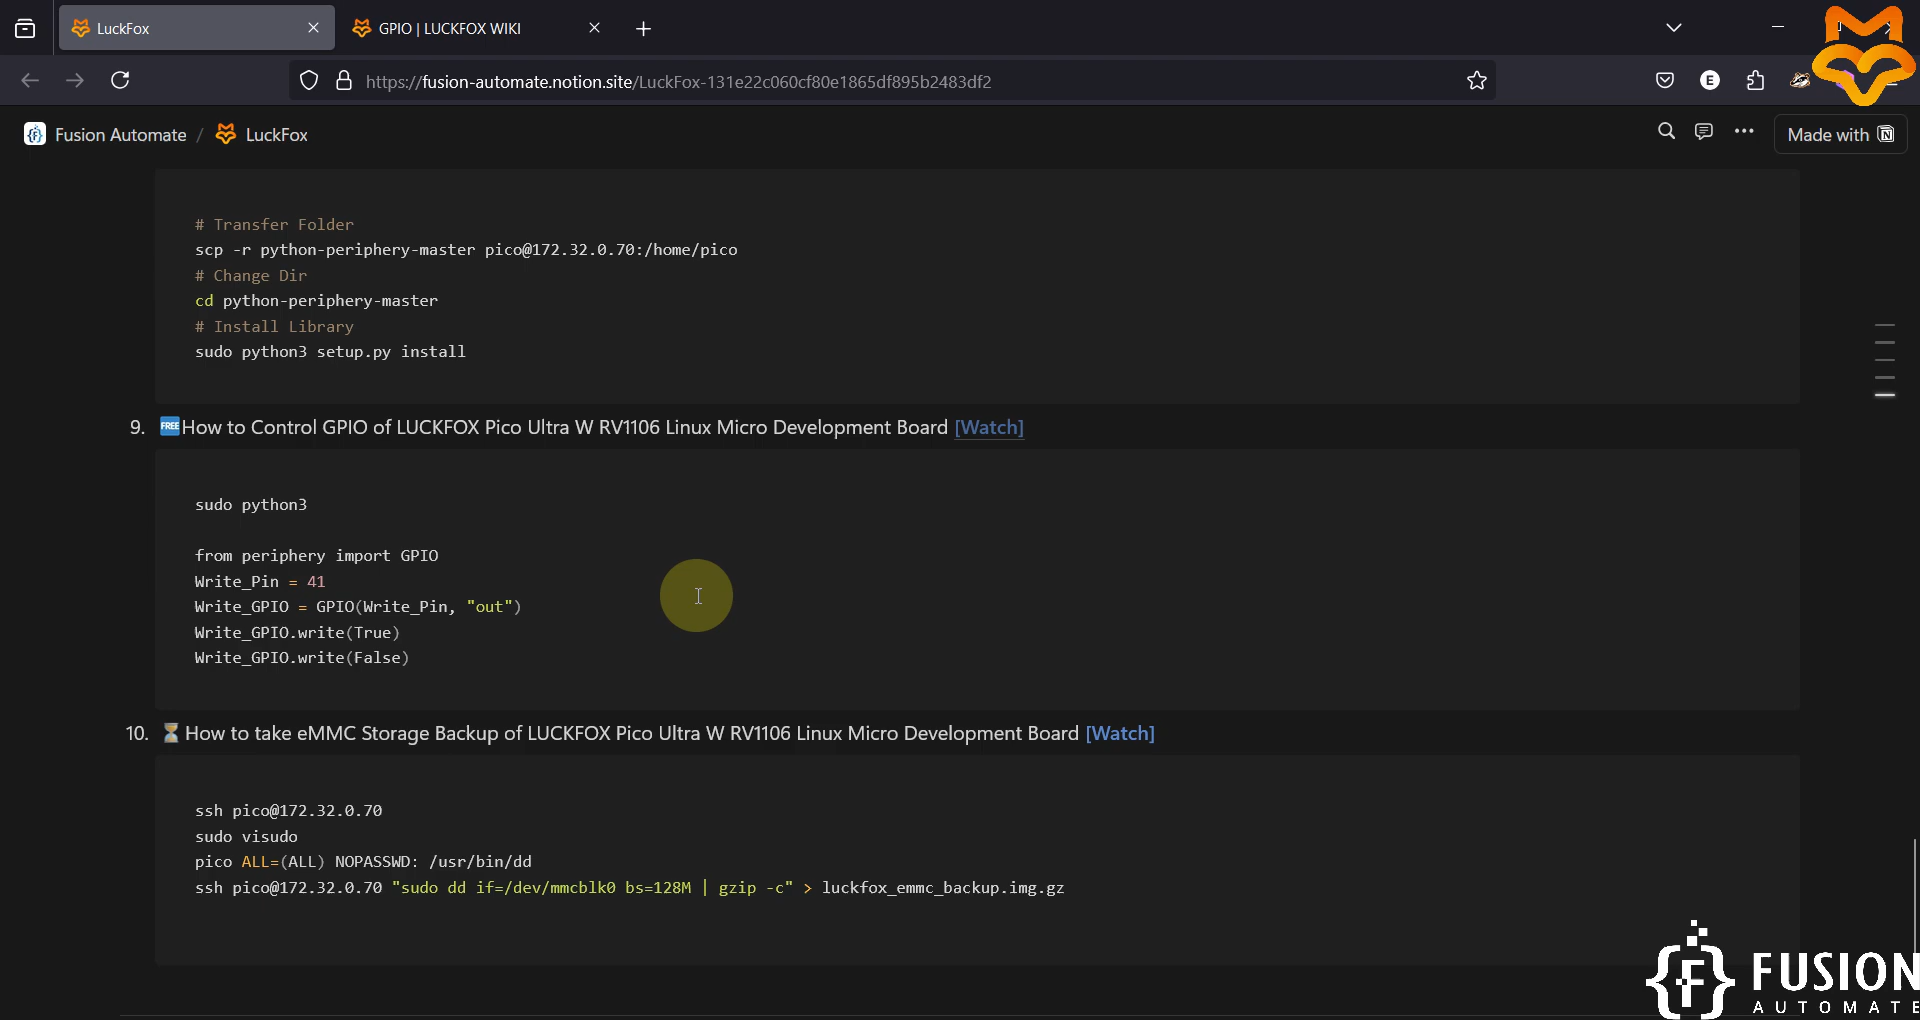 LuckFox
GPIO | LUCKFOX WIKI
https://fusion-automate.notion.site/LuckFox-131e22c060cf80e1865df895b2483df2
E
Fusion Automate / LuckFox
Made with
# Transfer Folder
scp -r python-periphery-master pico@172.32.0.70:/home/pico
# Change Dir
cd python-periphery-master
# Install Library
sudo python3 setup.py install
9. FREE How to Control GPIO of LUCKFOX Pico Ultra W RV1106 Linux Micro Development Board [Watch]
sudo python3
from periphery import GPIO
Write_Pin = 41
Write_GPIO = GPIO(Write_Pin, "out")
Write_GPIO.write(True)
Write_GPIO.write(False)
10. ⏳How to take eMMC Storage Backup of LUCKFOX Pico Ultra W RV1106 Linux Micro Development Board [Watch]
ssh pico@172.32.0.70
sudo visudo
pico ALL=(ALL) NOPASSWD: /usr/bin/dd
ssh pico@172.32.0.70 "sudo dd if=/dev/mmcblk0 bs=128M | gzip -c" > luckfox_emmc_backup.img.gz
{F} FUSION
AUTOMATE